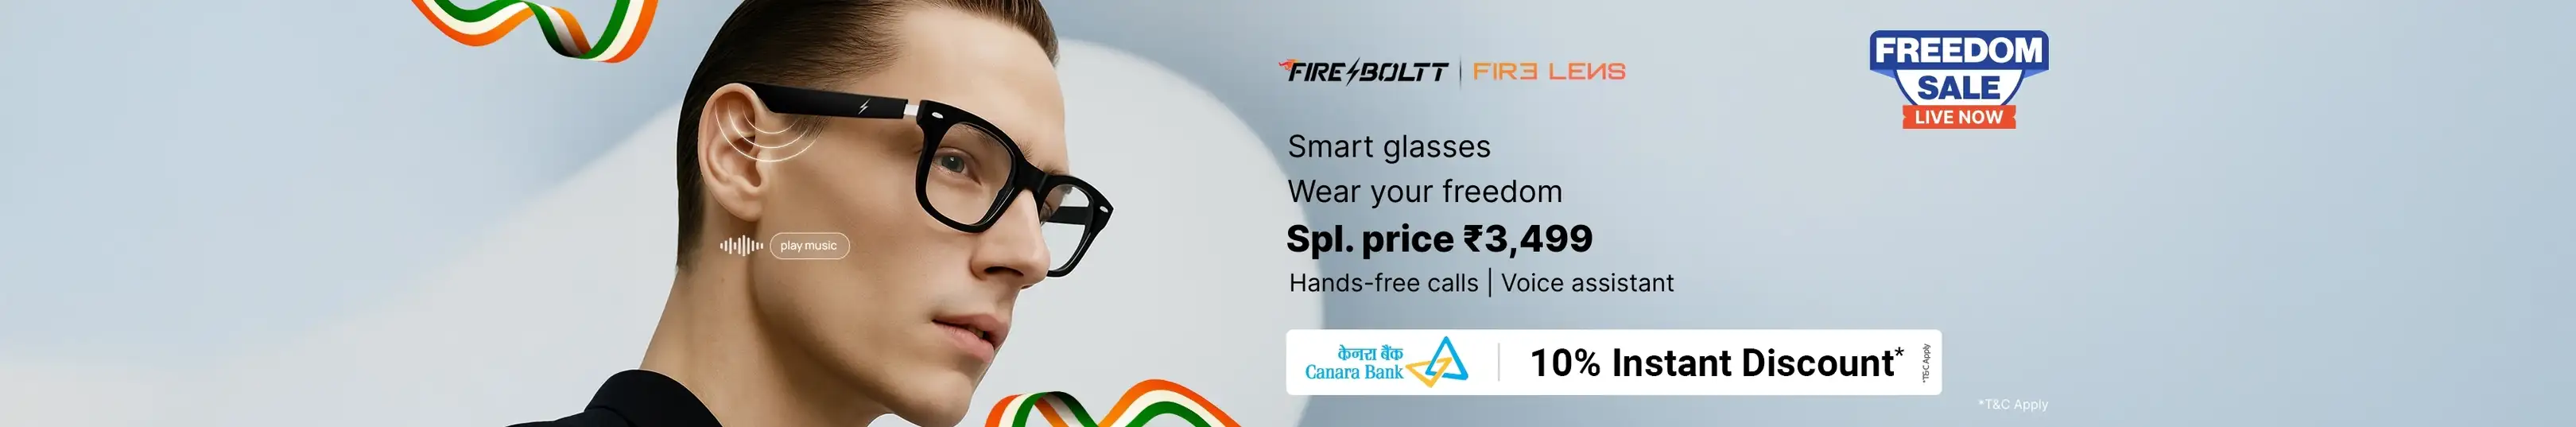 play music
FIRE BOLTT | FIRE LENS
Smart glasses
Wear your freedom
Spl. price ₹3,499
Hands-free calls | Voice assistant
केनरा बैंक
Canara Bank
10% Instant Discount*
*T&C Apply
*T&C Apply
FREEDOM
SALE
LIVE NOW